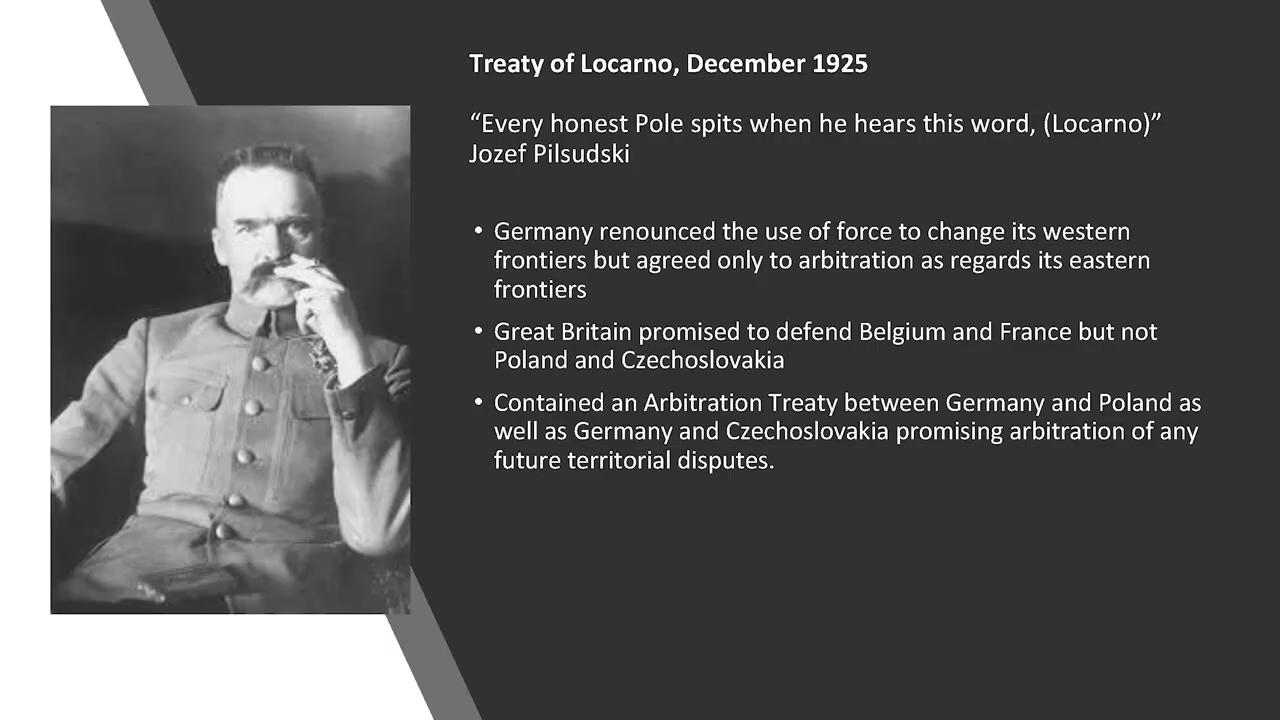 Treaty of Locarno, December 1925
“Every honest Pole spits when he hears this word, (Locarno)”
Jozef Pilsudski
• Germany renounced the use of force to change its western
frontiers but agreed only to arbitration as regards its eastern
frontiers
• Great Britain promised to defend Belgium and France but not
Poland and Czechoslovakia
• Contained an Arbitration Treaty between Germany and Poland as
well as Germany and Czechoslovakia promising arbitration of any
future territorial disputes.